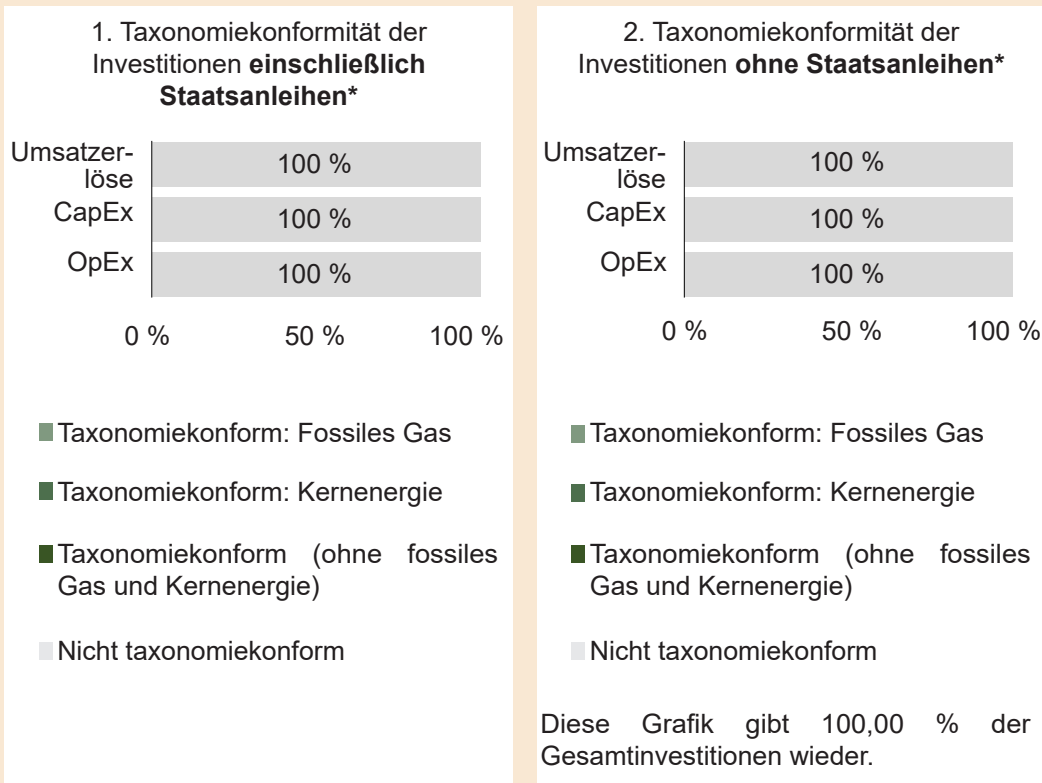 1. Taxonomiekonformität der
Investitionen einschließlich
Staatsanleihen*
Umsatzer-
löse
100 %
CapEx
100 %
OpEx
100 %
0 % 50 % 100 %
Taxonomiekonform: Fossiles Gas
Taxonomiekonform: Kernenergie
Taxonomiekonform (ohne fossiles
Gas und Kernenergie)
Nicht taxonomiekonform
2. Taxonomiekonformität der
Investitionen ohne Staatsanleihen*
Umsatzer-
löse
100 %
CapEx
100 %
OpEx
100 %
0 % 50 % 100 %
Taxonomiekonform: Fossiles Gas
Taxonomiekonform: Kernenergie
Taxonomiekonform (ohne fossiles
Gas und Kernenergie)
Nicht taxonomiekonform
Diese Grafik gibt 100,00 % der
Gesamtinvestitionen wieder.